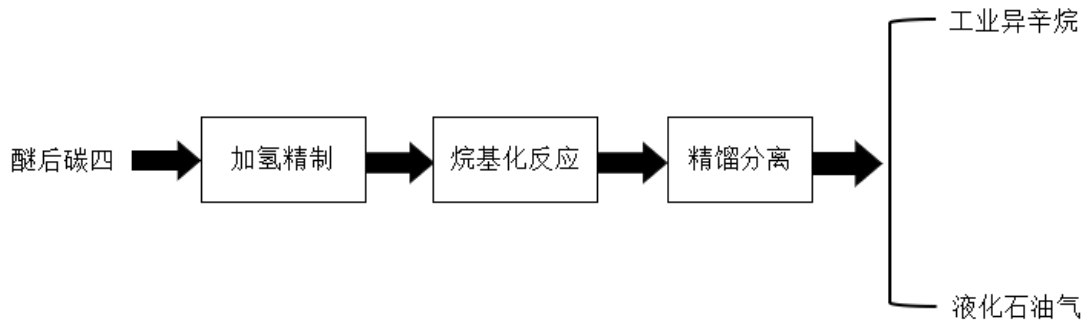 工业异辛烷
醚后碳四
加氢精制
烷基化反应
精馏分离
液化石油气